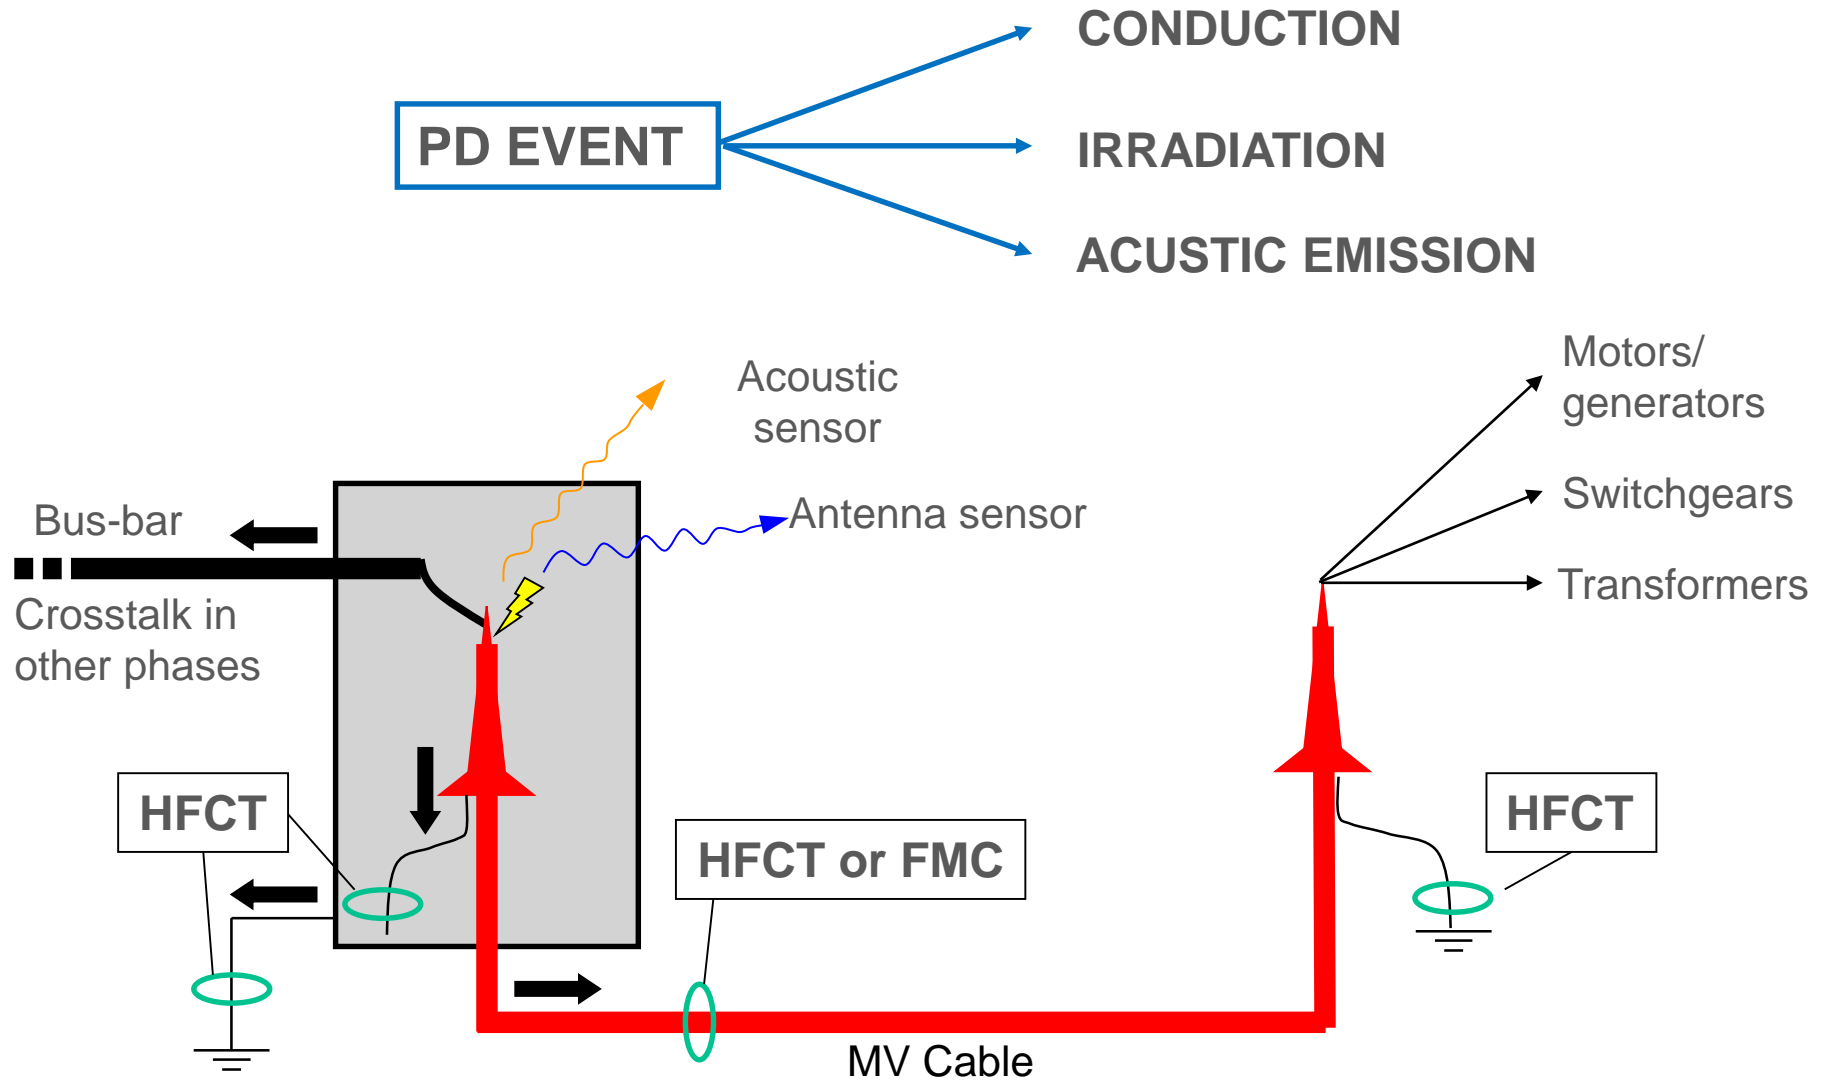 CONDUCTION
PD EVENT
IRRADIATION
ACUSTIC EMISSION
Motors/
generators
Acoustic
sensor
Switchgears
Bus-bar
Antenna sensor
Transformers
Crosstalk in
other phases
HFCT
HFCT or FMC
HFCT
MV Cable